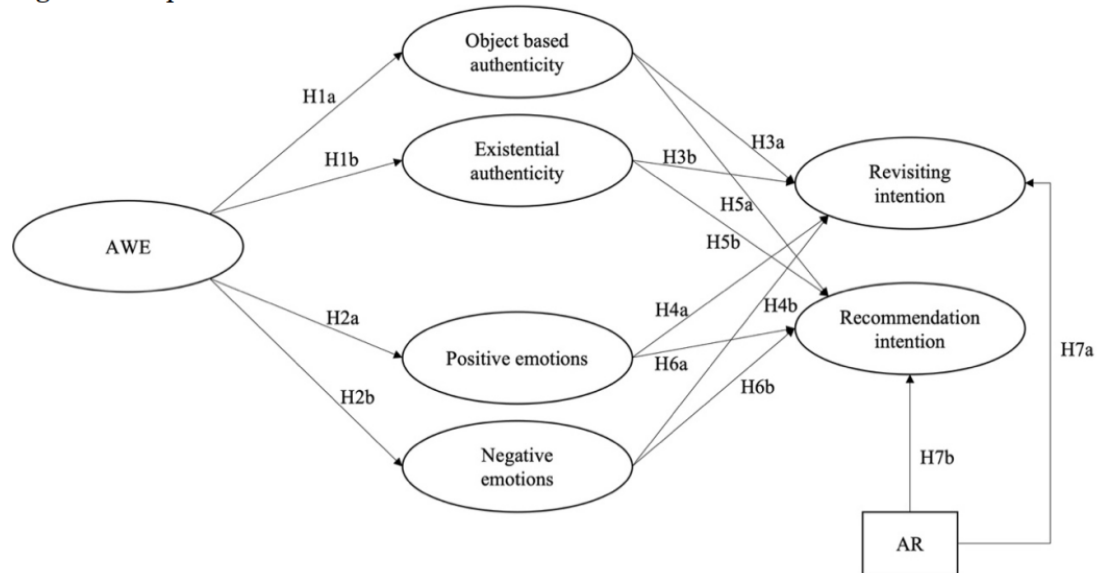 Object based
authenticity
H1a
H3a
H1b
Existential
authenticity
H3b
Revisiting
intention
H5a
AWE
H5b
H2a
H4a
H4b
Recommendation
intention
Positive emotions
H6a
H7a
H2b
H6b
Negative
emotions
H7b
AR